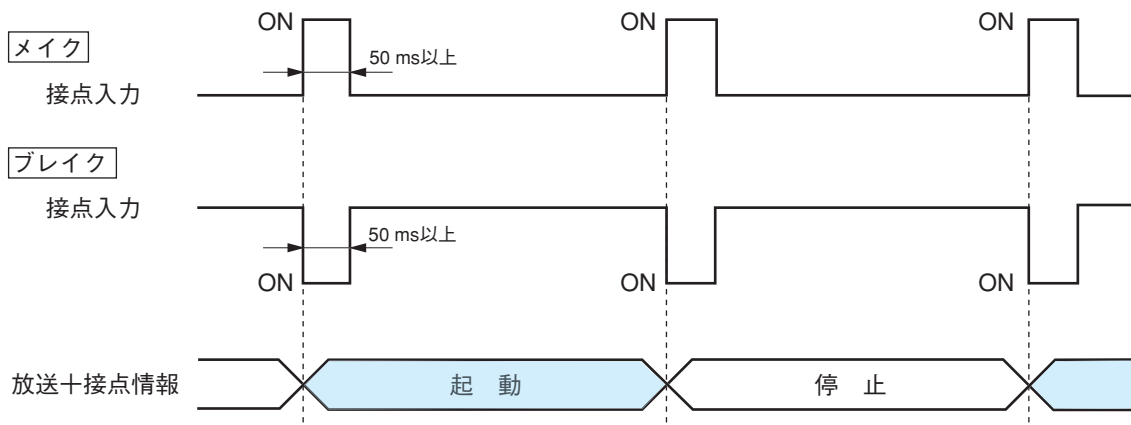 ON ON ON
メイク
50 ms以上
接点入力
ブレイク
接点入力
50 ms以上
ON ON ON
放送＋接点情報 起 動 停 止